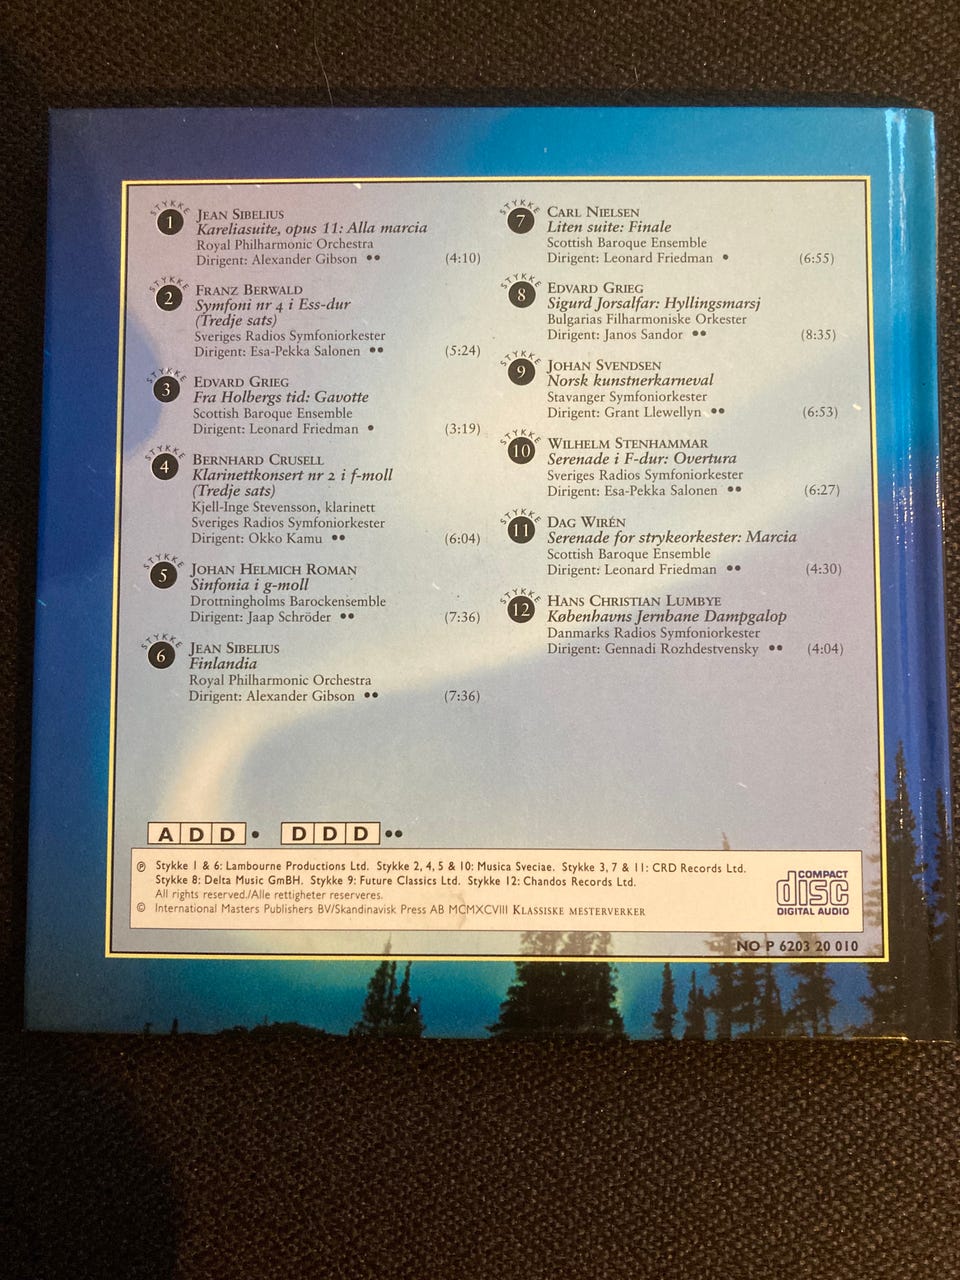 STYKKE
1
JEAN SIBELIUS
Kareliasuite, opus 11: Alla marcia
Royal Philharmonic Orchestra
Dirigent: Alexander Gibson •• (4:10)
STYKKE
2
FRANZ BERWALD
Symfoni nr 4 i Ess-dur
(Tredje sats)
Sveriges Radios Symfoniorkester
Dirigent: Esa-Pekka Salonen •• (5:24)
STYKKE
3
EDVARD GRIEG
Fra Holbergs tid: Gavotte
Scottish Baroque Ensemble
Dirigent: Leonard Friedman • (3:19)
STYKKE
4
BERNHARD CRUSELL
Klarinettkonsert nr 2 i f-moll
(Tredje sats)
Kjell-Inge Stevensson, klarinett
Sveriges Radios Symfoniorkester
Dirigent: Okko Kamu •• (6:04)
STYKKE
5
JOHAN HELMICH ROMAN
Sinfonia i g-moll
Drottningholms Barockensemble
Dirigent: Jaap Schröder •• (7:36)
STYKKE
6
JEAN SIBELIUS
Finlandia
Royal Philharmonic Orchestra
Dirigent: Alexander Gibson •• (7:36)
STYKKE
7
CARL NIELSEN
Liten suite: Finale
Scottish Baroque Ensemble
Dirigent: Leonard Friedman • (6:55)
STYKKE
8
EDVARD GRIEG
Sigurd Jorsalfar: Hyllingsmarsj
Bulgarias Filharmoniske Orkester
Dirigent: Janos Sandor •• (8:35)
STYKKE
9
JOHAN SVENDSEN
Norsk kunstnerkarneval
Stavanger Symfoniorkester
Dirigent: Grant Llewellyn •• (6:53)
STYKKE
10
WILHELM STENHAMMAR
Serenade i F-dur: Overtura
Sveriges Radios Symfoniorkester
Dirigent: Esa-Pekka Salonen •• (6:27)
STYKKE
11
DAG WIRÉN
Serenade for strykeorkester: Marcia
Scottish Baroque Ensemble
Dirigent: Leonard Friedman •• (4:30)
STYKKE
12
HANS CHRISTIAN LUMBYE
Københavns Jernbane Dampgalop
Danmarks Radios Symfoniorkester
Dirigent: Gennadi Rozhdestvensky •• (4:04)
ADD • DDD ••
℗ Stykke 1 & 6: Lambourne Productions Ltd. Stykke 2, 4, 5 & 10: Musica Sveciae. Stykke 3, 7 & 11: CRD Records Ltd.
Stykke 8: Delta Music GmBH. Stykke 9: Future Classics Ltd. Stykke 12: Chandos Records Ltd.
All rights reserved./Alle rettigheter reserveres.
© International Masters Publishers BV/Skandinavisk Press AB MCMXCVIII KLASSISKE MESTERVERKER
COMPACT
disc
DIGITAL AUDIO
NO P 6203 20 010